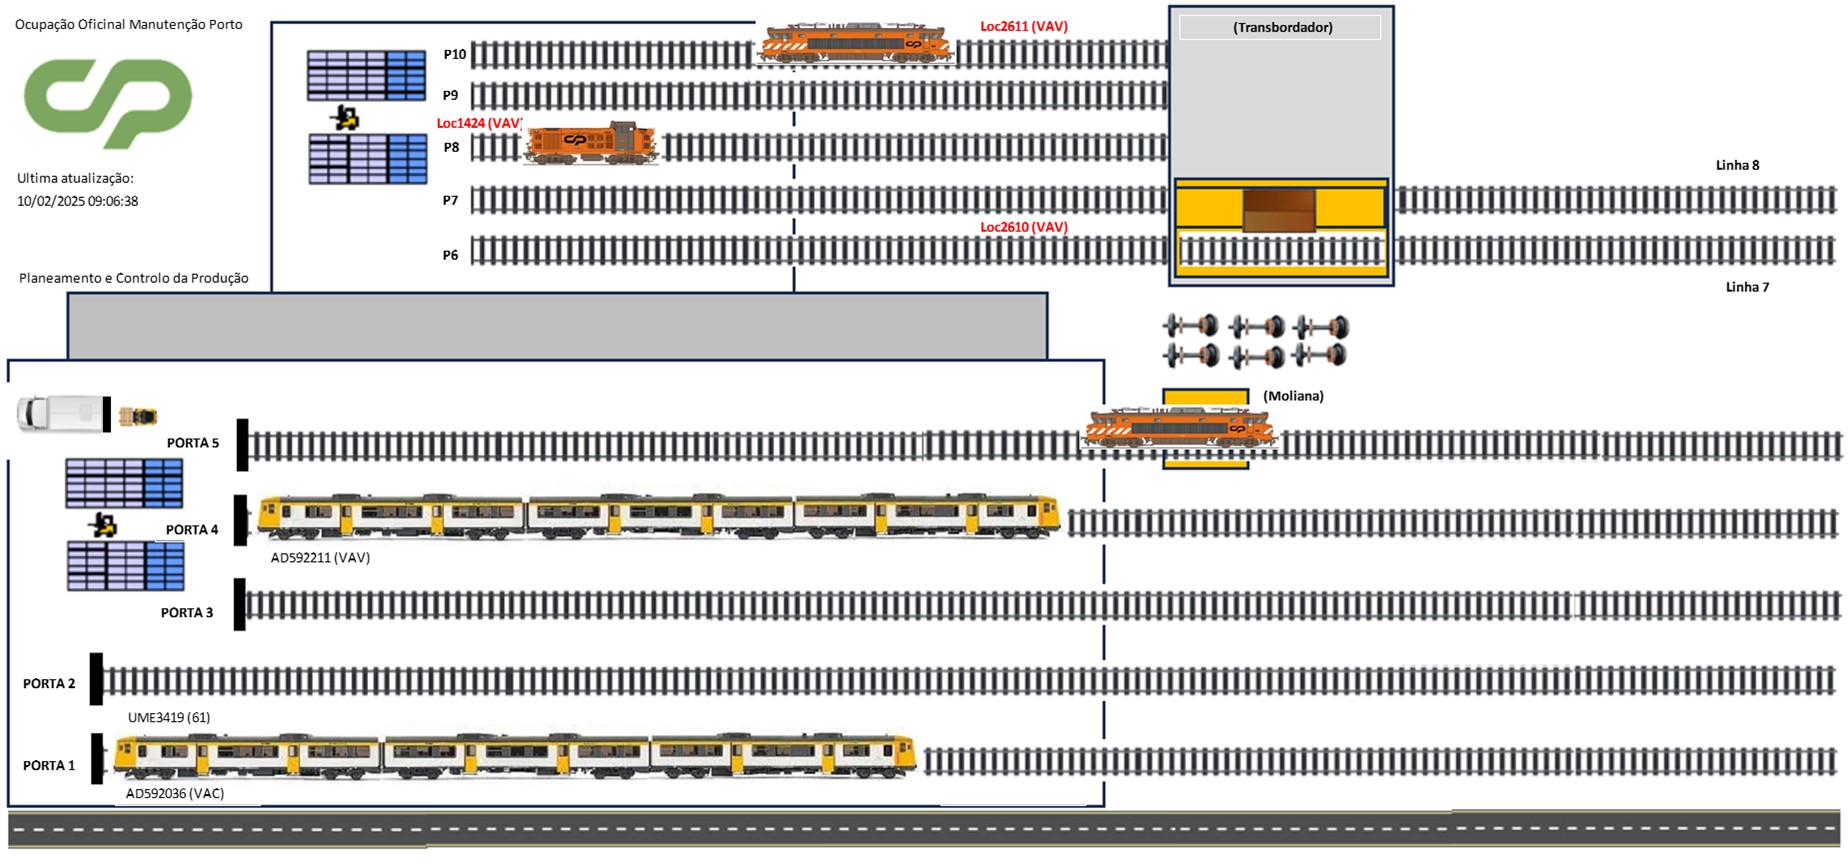 Ocupação Oficinal Manutenção Porto
Ultima atualização:
10/02/2025 09:06:38
Planeamento e Controlo da Produção
P10
Loc2611 (VAV)
(Transbordador)
P9
Loc1424 (VAV)
P8
Linha 8
P7
Loc2610 (VAV)
P6
Linha 7
(Moliana)
PORTA 5
PORTA 4
AD592211 (VAV)
PORTA 3
PORTA 2
UME3419 (61)
PORTA 1
AD592036 (VAC)